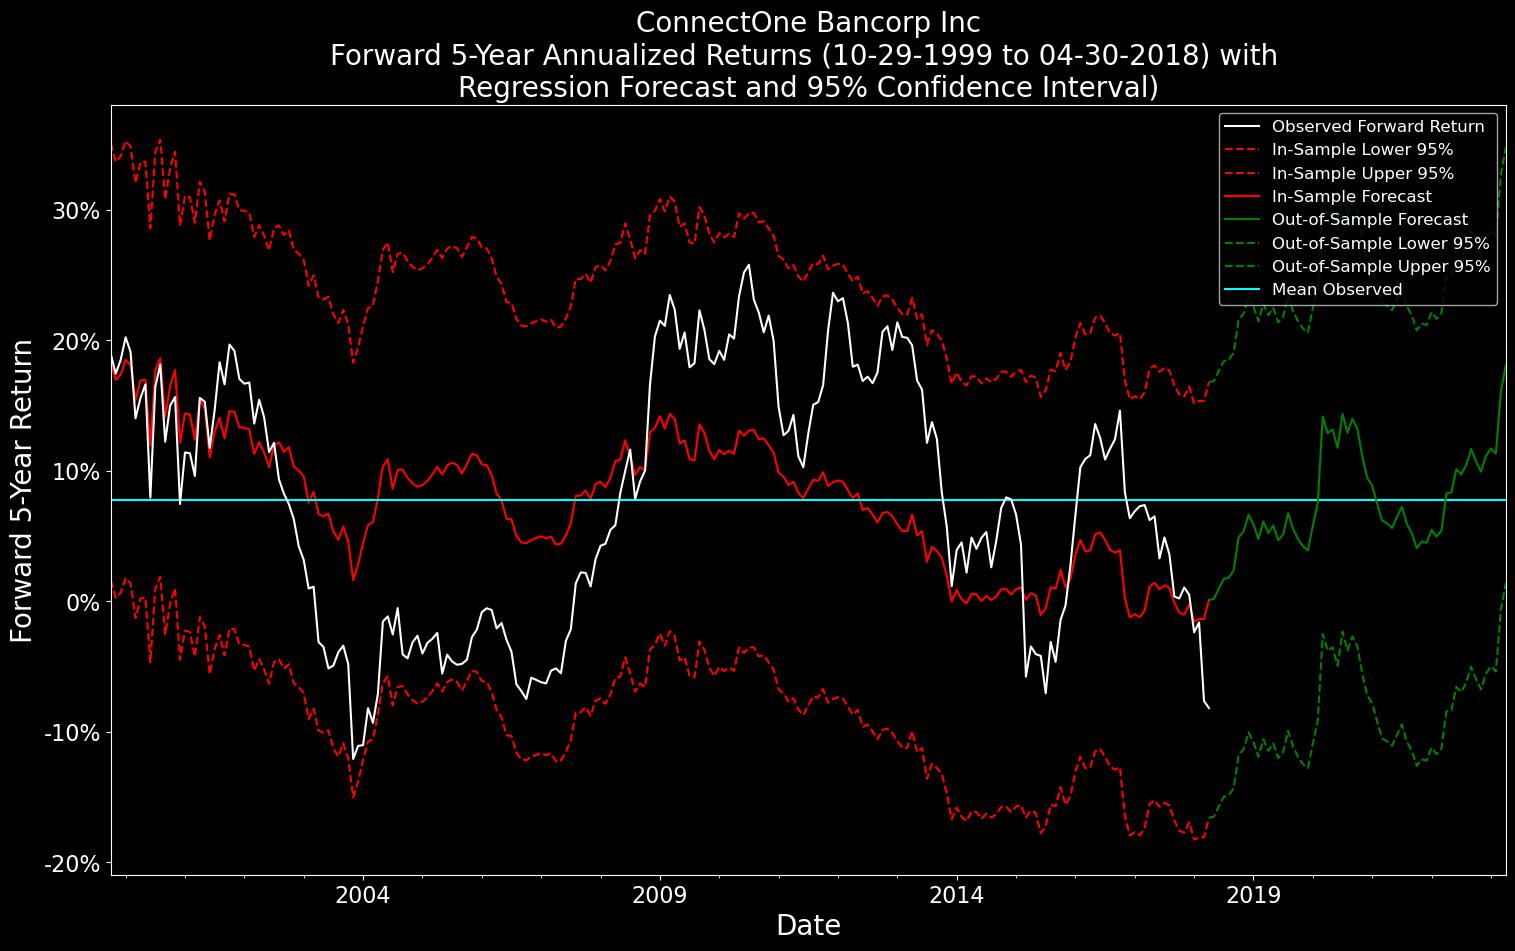 ConnectOne Bancorp Inc
Forward 5-Year Annualized Returns (10-29-1999 to 04-30-2018) with
Regression Forecast and 95% Confidence Interval)
Observed Forward Return
In-Sample Lower 95%
In-Sample Upper 95%
In-Sample Forecast
Out-of-Sample Forecast
Out-of-Sample Lower 95%
Out-of-Sample Upper 95%
Mean Observed
Forward 5-Year Return
30%
20%
10%
0%
-10%
-20%
2004
2009
2014
2019
Date